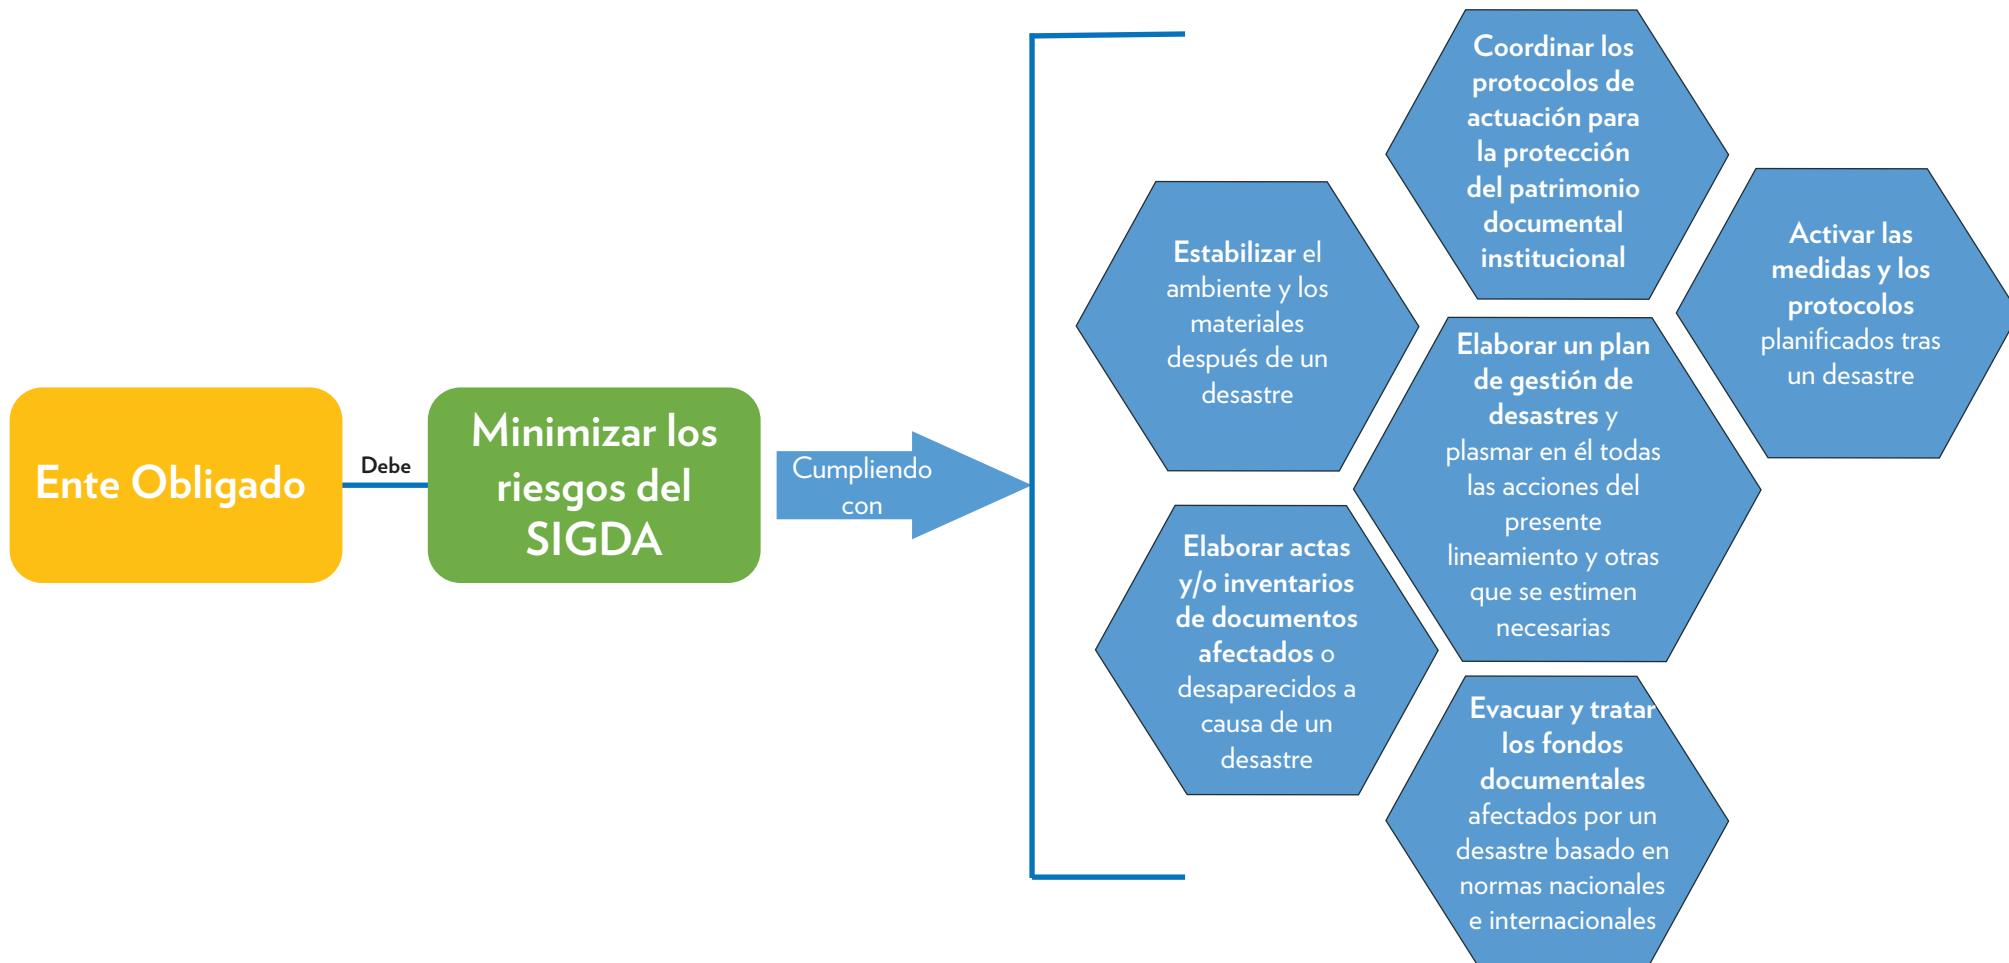 Ente Obligado
Debe
Minimizar los
riesgos del
SIGDA
Cumpliendo
con
Coordinar los
protocolos de
actuación para
la protección
del patrimonio
documental
institucional
Estabilizar el
ambiente y los
materiales
después de un
desastre
Activar las
medidas y los
protocolos
planificados tras
un desastre
Elaborar un plan
de gestión de
desastres y
plasmar en él todas
las acciones del
presente
lineamiento y otras
que se estimen
necesarias
Elaborar actas
y/o inventarios
de documentos
afectados o
desaparecidos a
causa de un
desastre
Evacuar y tratar
los fondos
documentales
afectados por un
desastre basado en
normas nacionales
e internacionales